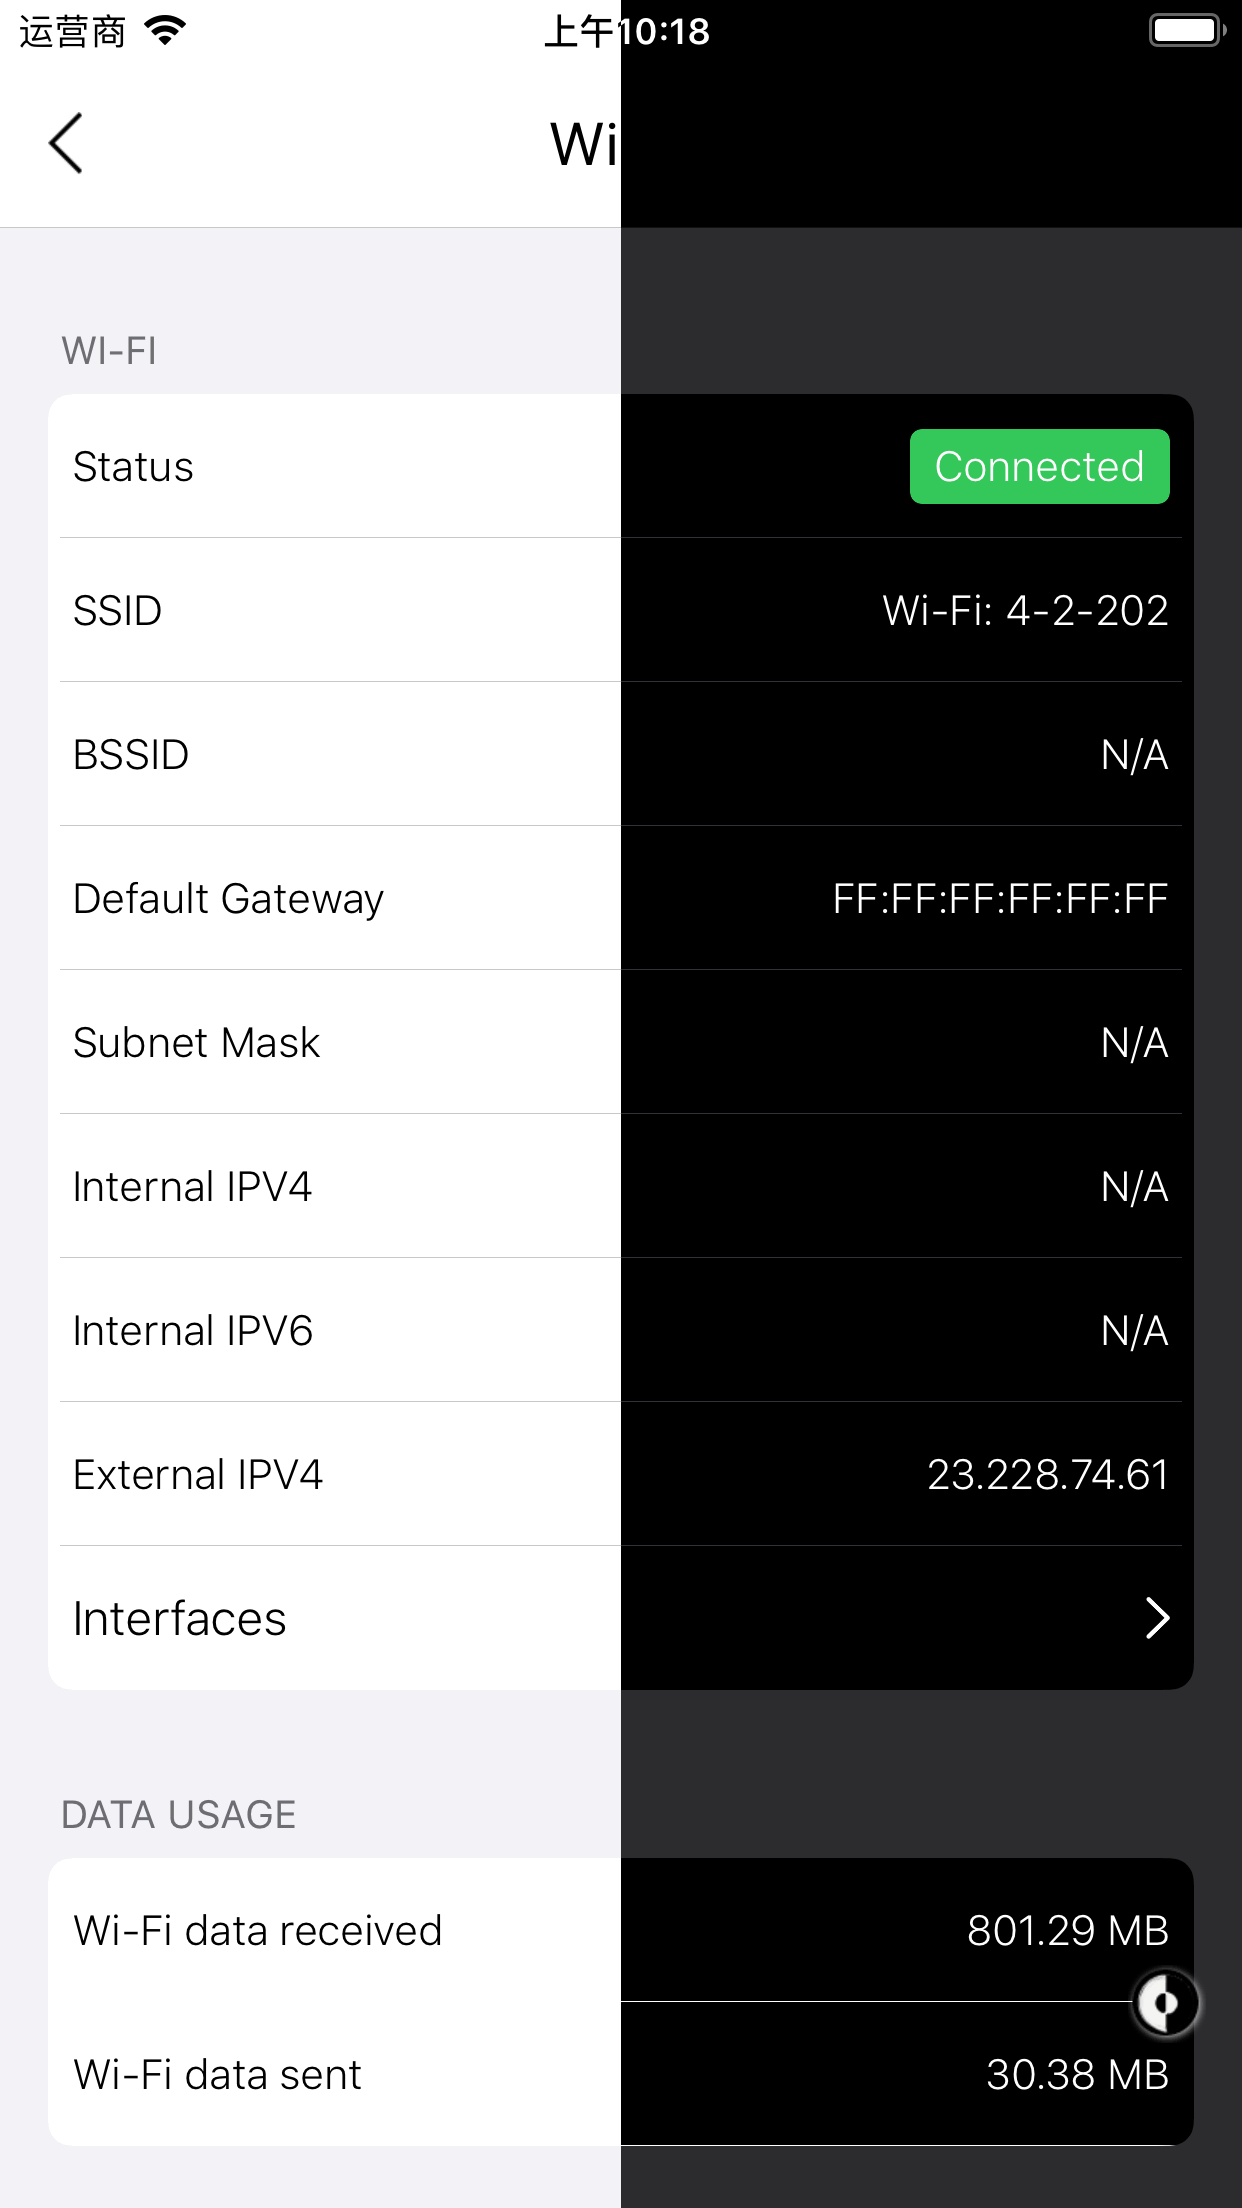 运营商 上午10:18
Wi
WI-FI
Status Connected
SSID Wi-Fi: 4-2-202
BSSID N/A
Default Gateway FF:FF:FF:FF:FF:FF
Subnet Mask N/A
Internal IPV4 N/A
Internal IPV6 N/A
External IPV4 23.228.74.61
Interfaces
DATA USAGE
Wi-Fi data received 801.29 MB
Wi-Fi data sent 30.38 MB